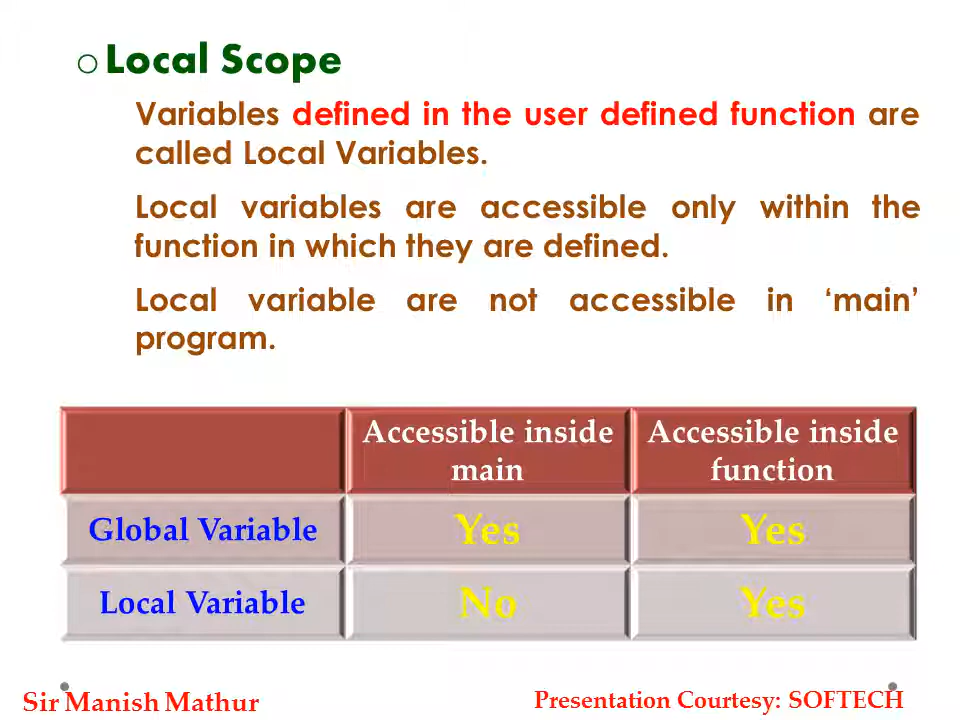 Local Scope
Variables defined in the user defined function are
called Local Variables.
Local variables are accessible only within the
function in which they are defined.
Local variable are not accessible in ‘main’
program.
Accessible inside main Accessible inside function
Global Variable Yes Yes
Local Variable No Yes
Sir Manish Mathur Presentation Courtesy: SOFTECH